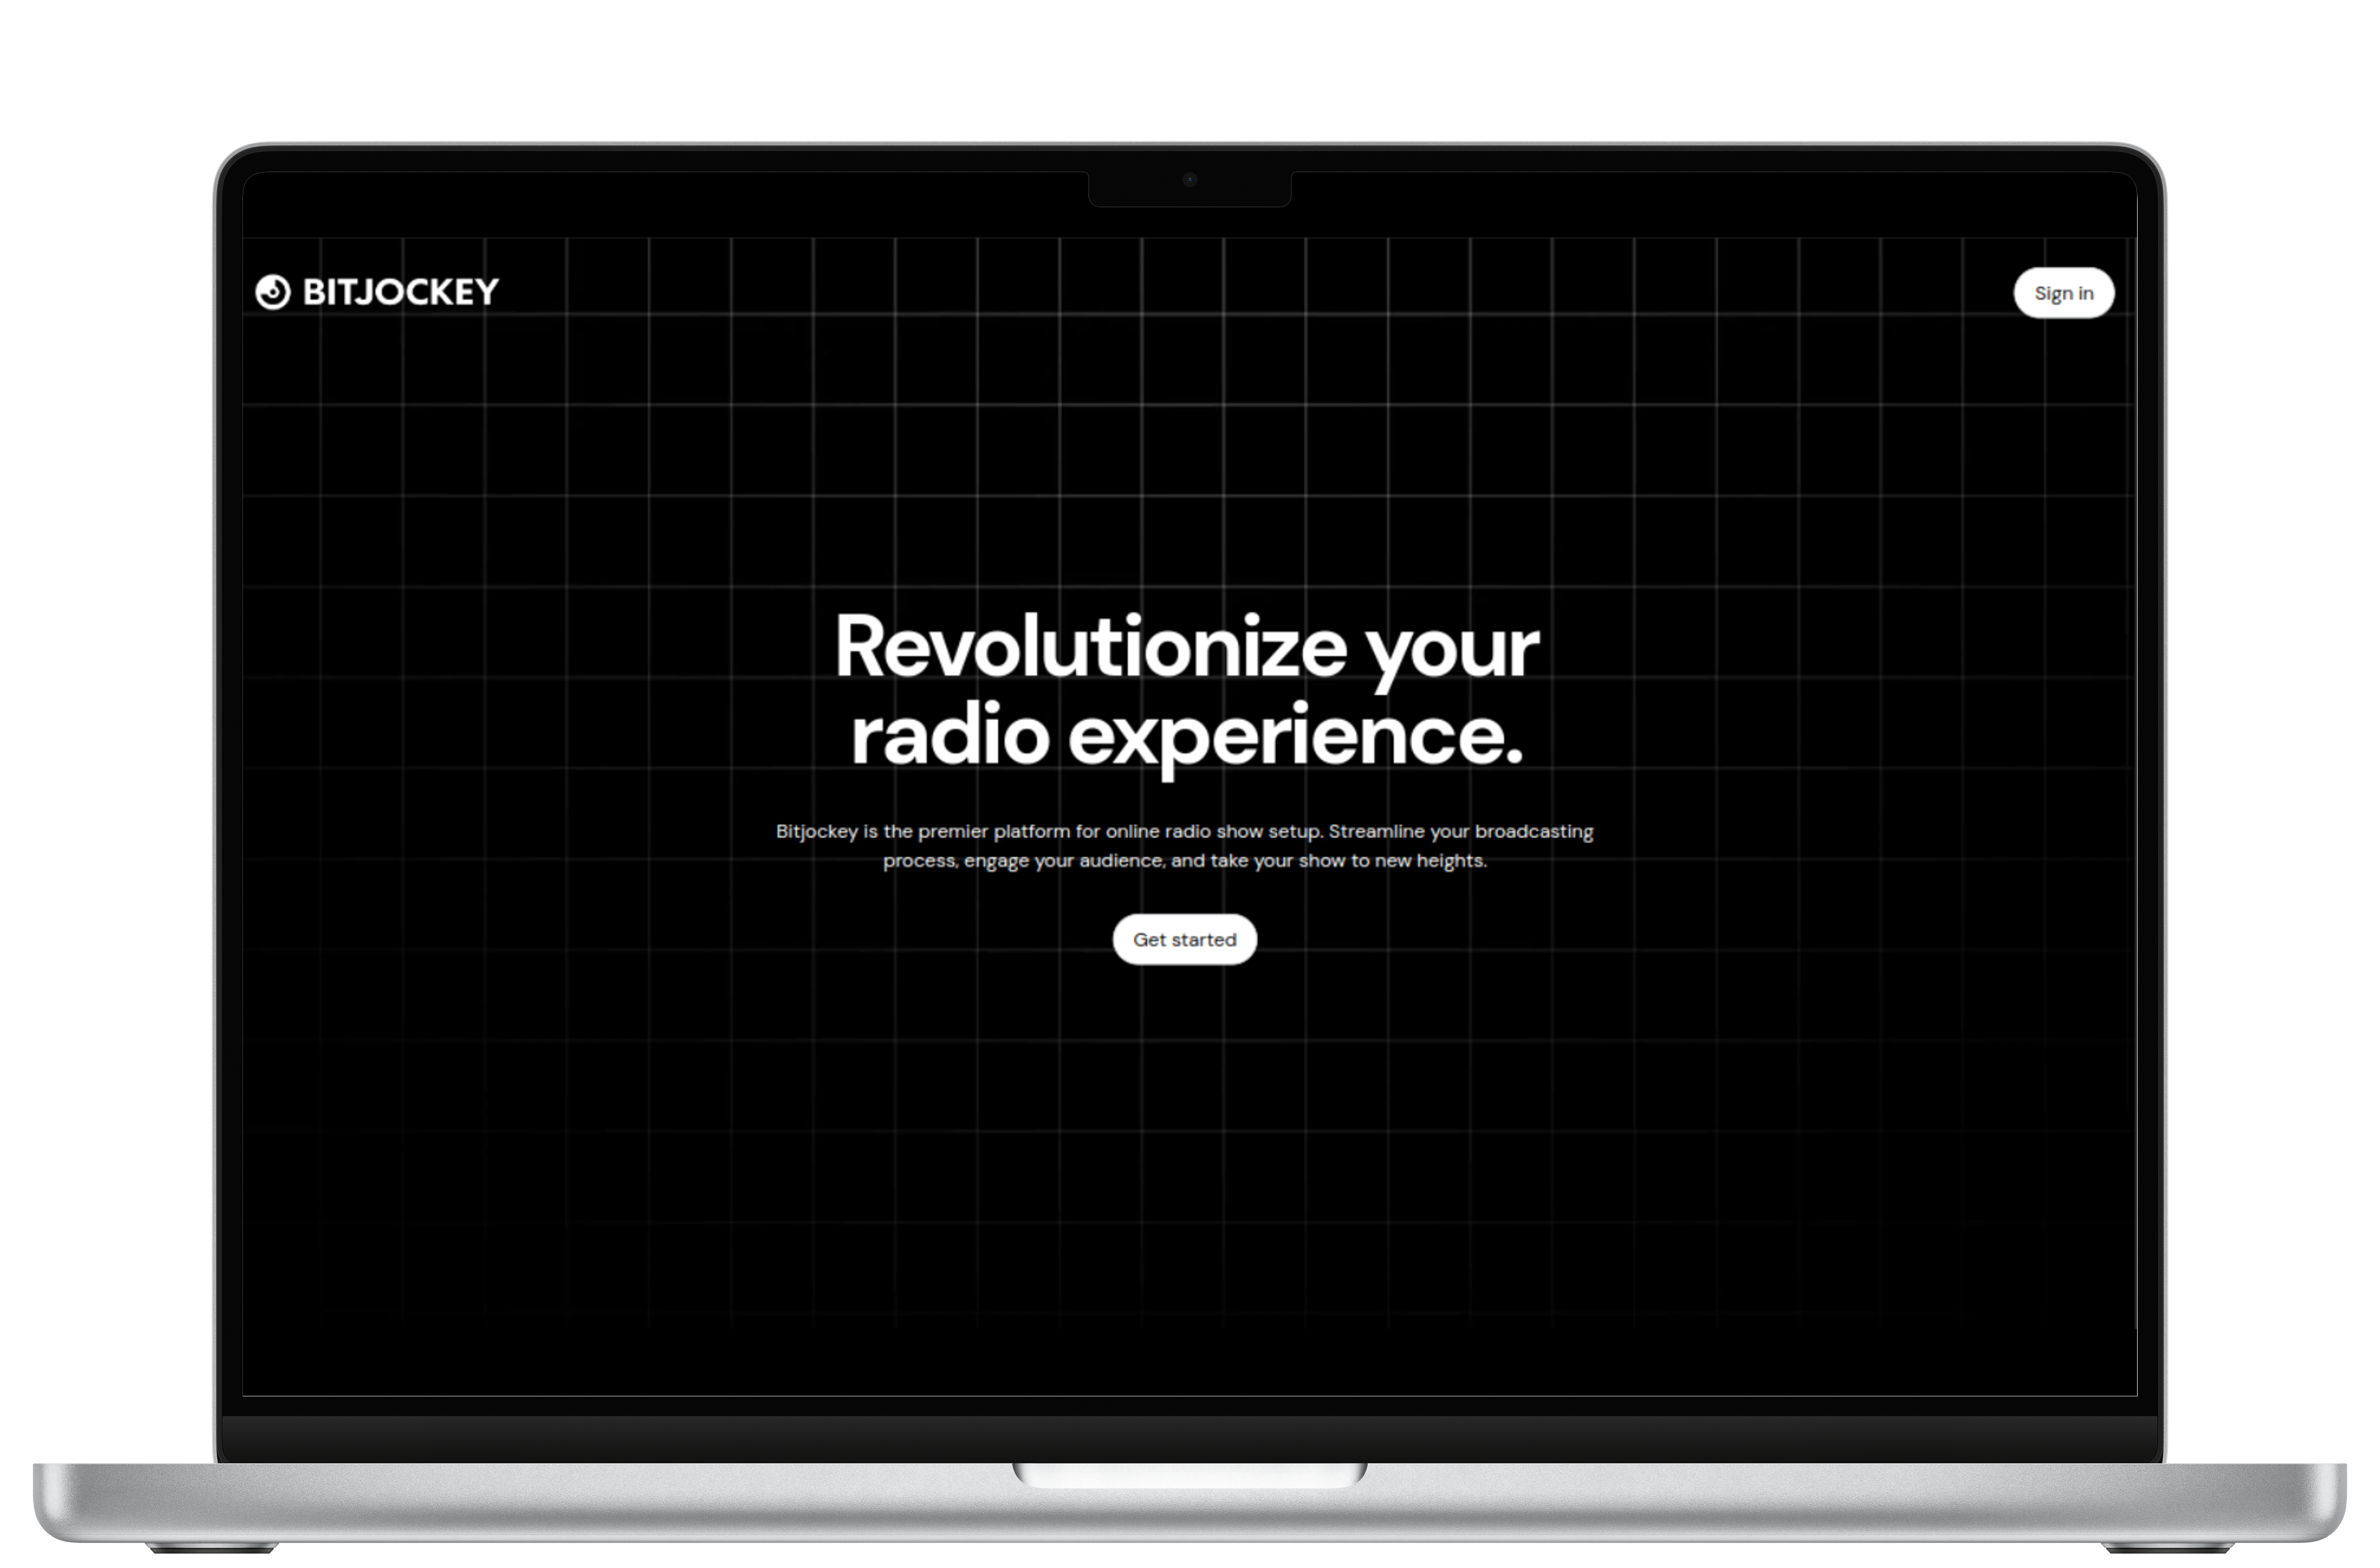 BITJOCKEY
Sign in
Revolutionize your
radio experience.
Bitjockey is the premier platform for online radio show setup. Streamline your broadcasting
process, engage your audience, and take your show to new heights.
Get started